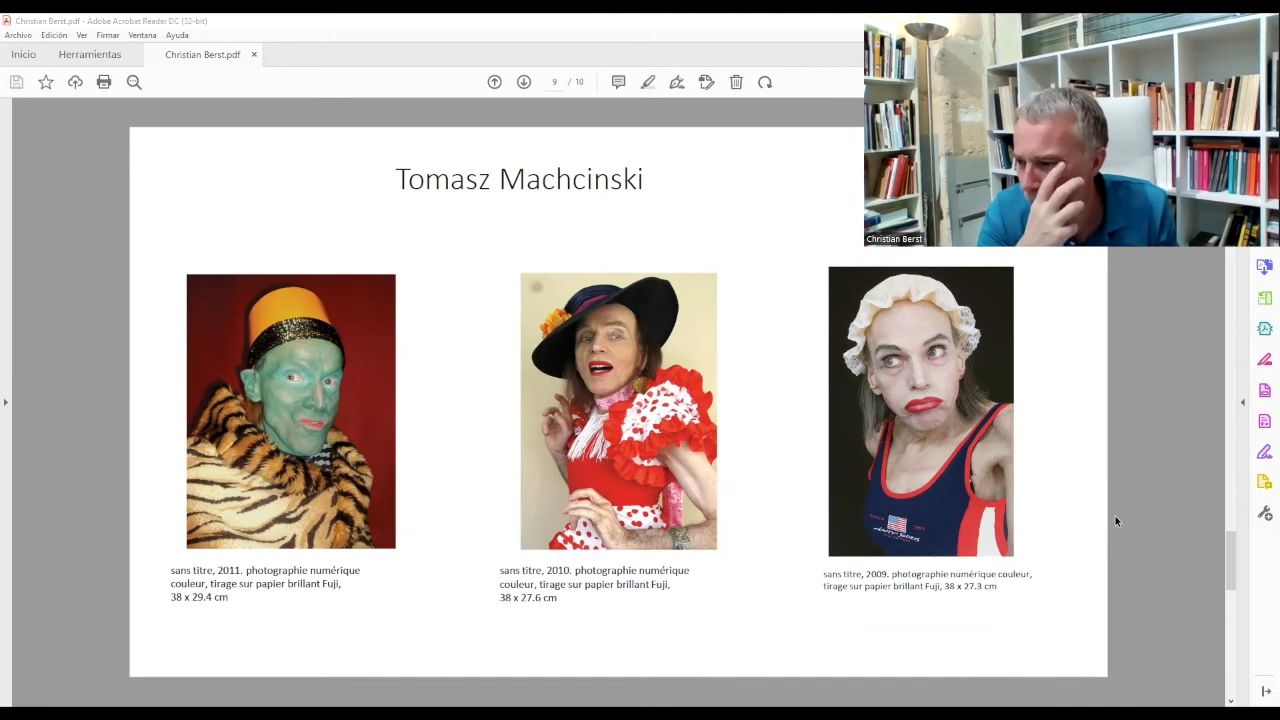 Christian Berst.pdf - Adobe Acrobat Reader DC (32-bit)
Archivo Edición Ver Firmar Ventana Ayuda
Inicio Herramientas Christian Berst.pdf ×
9 / 10
Christian Berst
Tomasz Machcinski
sans titre, 2011. photographie numérique
couleur, tirage sur papier brillant Fuji,
38 x 29.4 cm
sans titre, 2010. photographie numérique
couleur, tirage sur papier brillant Fuji,
38 x 27.6 cm
sans titre, 2009. photographie numérique couleur,
tirage sur papier brillant Fuji, 38 x 27.3 cm